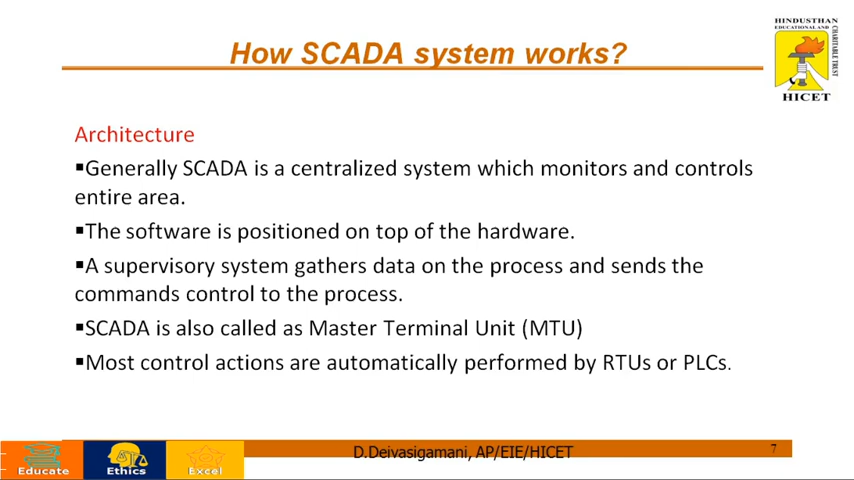 How SCADA system works?
HINDUSTHAN
EDUCATIONAL AND
CHARITABLE TRUST
HICET
Architecture
▪Generally SCADA is a centralized system which monitors and controls
entire area.
▪The software is positioned on top of the hardware.
▪A supervisory system gathers data on the process and sends the
commands control to the process.
▪SCADA is also called as Master Terminal Unit (MTU)
▪Most control actions are automatically performed by RTUs or PLCs.
Educate
Ethics
Excel
D.Deivasigamani, AP/EIE/HICET
7